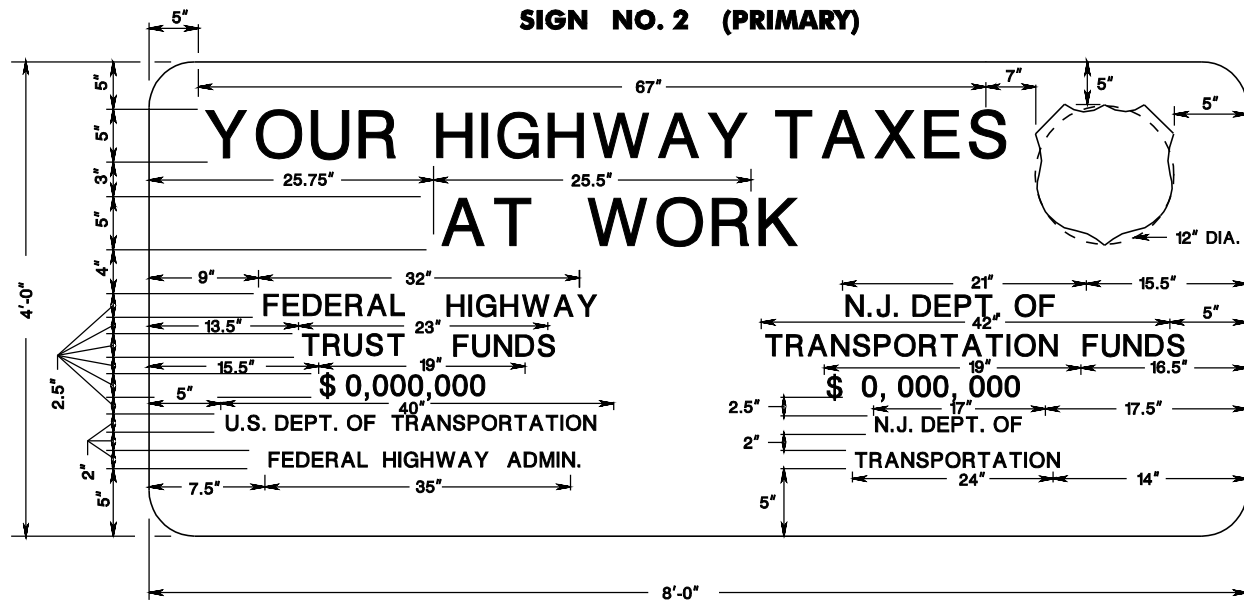 SIGN NO. 2 (PRIMARY)
5"
67"
7"
5"
5"
5"
YOUR HIGHWAY TAXES
5"
3"
25.75" 25.5"
AT WORK
5"
12" DIA.
4"
9" 32" 21" 15.5"
4'-0"
FEDERAL HIGHWAY N.J. DEPT. OF
13.5" 23" 42" 5"
TRUST FUNDS TRANSPORTATION FUNDS
15.5" 19" 19" 16.5"
2.5"
$ 0,000,000 $ 0,000,000
5" 40" 2.5" 17" 17.5"
U.S. DEPT. OF TRANSPORTATION N.J. DEPT. OF
2"
FEDERAL HIGHWAY ADMIN. TRANSPORTATION
2"
7.5" 35" 24" 14"
5" 5"
8'-0"